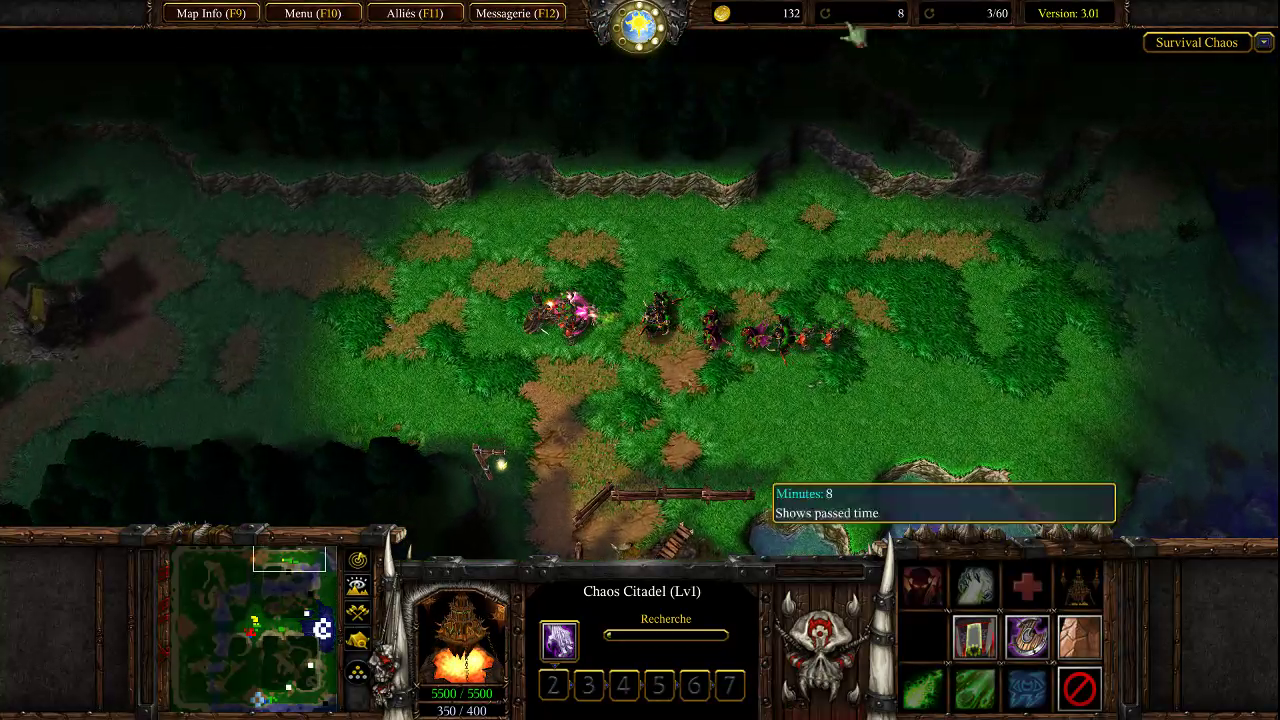 Map Info (F9) Menu (F10) Alliés (F11) Messagerie (F12) 132 8 3/60 Version: 3.01
Survival Chaos
Minutes: 8
Shows passed time
Chaos Citadel (Lv1)
Recherche
2 3 4 5 6 7
5500 / 5500
350 / 400